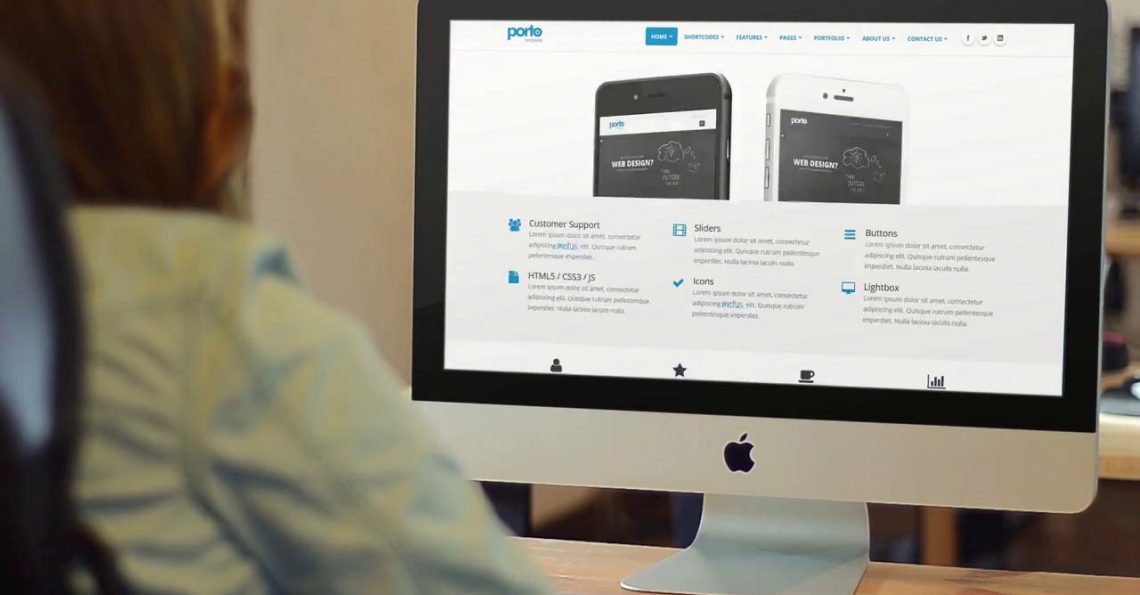 porto
HOME SHORTCODES FEATURES PAGES PORTFOLIO ABOUT US CONTACT US
porto
WEB DESIGN?
THINK
OUTSIDE
porto
WEB DESIGN?
THINK
OUTSIDE
Customer Support
Lorem ipsum dolor sit amet, consectetur
adipiscing metus. elit. Quisque rutrum
pellentesque imperdiet.
Sliders
Lorem ipsum dolor sit amet, consectetur
adipiscing elit. Quisque rutrum pellentesque
imperdiet. Nulla lacinia iaculis nulla.
Buttons
Lorem ipsum dolor sit amet, consectetur
adipiscing elit. Quisque rutrum pellentesque
imperdiet. Nulla lacinia iaculis nulla.
HTML5 / CSS3 / JS
Lorem ipsum dolor sit amet, consectetur
adipiscing elit. Quisque rutrum pellentesque
imperdiet. Nulla lacinia iaculis nulla.
Icons
Lorem ipsum dolor sit amet, consectetur
adipiscing metus. elit. Quisque rutrum
pellentesque imperdiet.
Lightbox
Lorem ipsum dolor sit amet, consectetur
adipiscing elit. Quisque rutrum pellentesque
imperdiet. Nulla lacinia iaculis nulla.